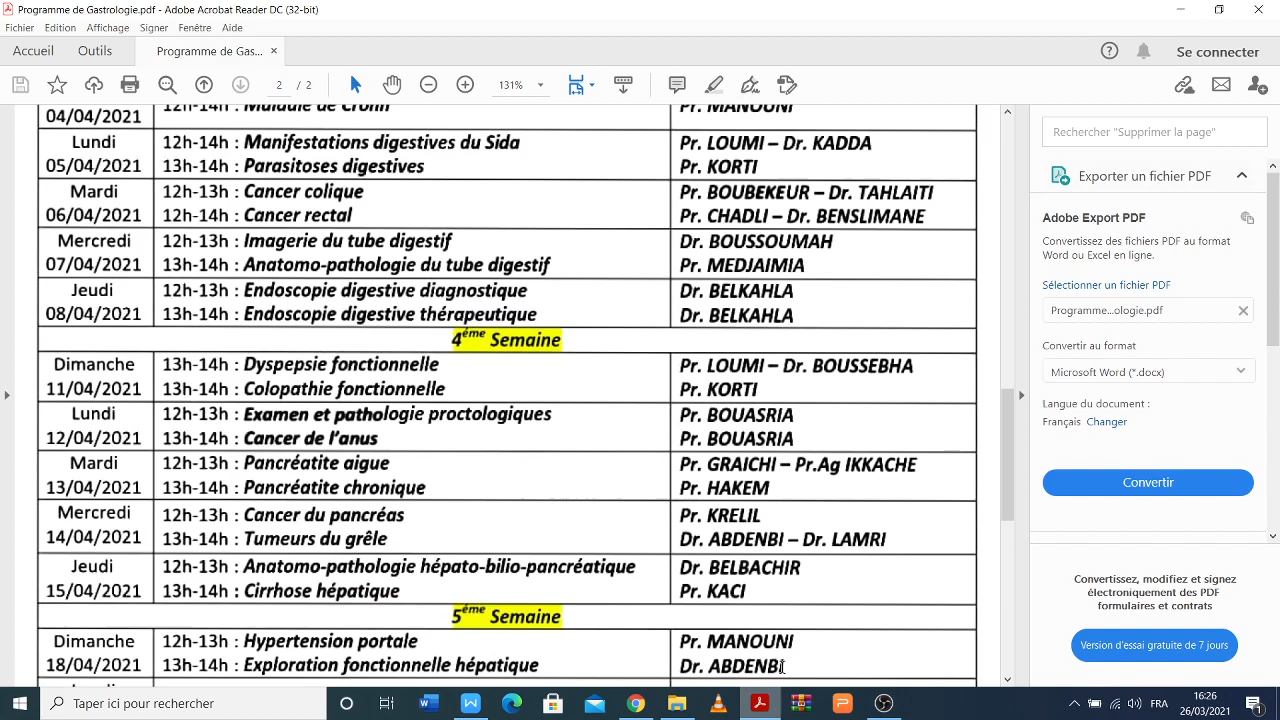 Programme de Gastrologie.pdf - Adobe Acrobat Reader DC (32-bit)
Fichier Edition Affichage Signer Fenêtre Aide
Accueil Outils Programme de Gas... × Se connecter
2 / 2 131%
04/04/2021 12h-14h : Maladie de Crohn Pr. MANOUNI
Lundi 12h-14h : Manifestations digestives du Sida Pr. LOUMI – Dr. KADDA
05/04/2021 13h-14h : Parasitoses digestives Pr. KORTI
Mardi 12h-13h : Cancer colique Pr. BOUBEKEUR – Dr. TAHLAITI
06/04/2021 12h-14h : Cancer rectal Pr. CHADLI – Dr. BENSLIMANE
Mercredi 12h-13h : Imagerie du tube digestif Dr. BOUSSOUMAH
07/04/2021 13h-14h : Anatomo-pathologie du tube digestif Pr. MEDJAIMIA
Jeudi 12h-13h : Endoscopie digestive diagnostique Dr. BELKAHLA
08/04/2021 13h-14h : Endoscopie digestive thérapeutique Dr. BELKAHLA
4éme Semaine
Dimanche 13h-14h : Dyspepsie fonctionnelle Pr. LOUMI – Dr. BOUSSEBHA
11/04/2021 13h-14h : Colopathie fonctionnelle Pr. KORTI
Lundi 12h-13h : Examen et pathologie proctologiques Pr. BOUASRIA
12/04/2021 13h-14h : Cancer de l'anus Pr. BOUASRIA
Mardi 12h-13h : Pancréatite aigue Pr. GRAICHI – Pr.Ag IKKACHE
13/04/2021 13h-14h : Pancréatite chronique Pr. HAKEM
Mercredi 12h-13h : Cancer du pancréas Pr. KRELIL
14/04/2021 13h-14h : Tumeurs du grêle Dr. ABDENBI – Dr. LAMRI
Jeudi 12h-13h : Anatomo-pathologie hépato-bilio-pancréatique Dr. BELBACHIR
15/04/2021 13h-14h : Cirrhose hépatique Pr. KACI
5éme Semaine
Dimanche 12h-13h : Hypertension portale Pr. MANOUNI
18/04/2021 13h-14h : Exploration fonctionnelle hépatique Dr. ABDENBI
Rechercher "Supprimer la page"
Exporter un fichier PDF
Adobe Export PDF
Convertissez des fichiers PDF au format
Word ou Excel en ligne.
Sélectionner un fichier PDF
Programme...ologie.pdf
Convertir au format
Microsoft Word (*.docx)
Langue du document :
Français Changer
Convertir
Convertissez, modifiez et signez
électroniquement des PDF
formulaires et contrats
Version d'essai gratuite de 7 jours
Taper ici pour rechercher
FRA
16:26
26/03/2021
1